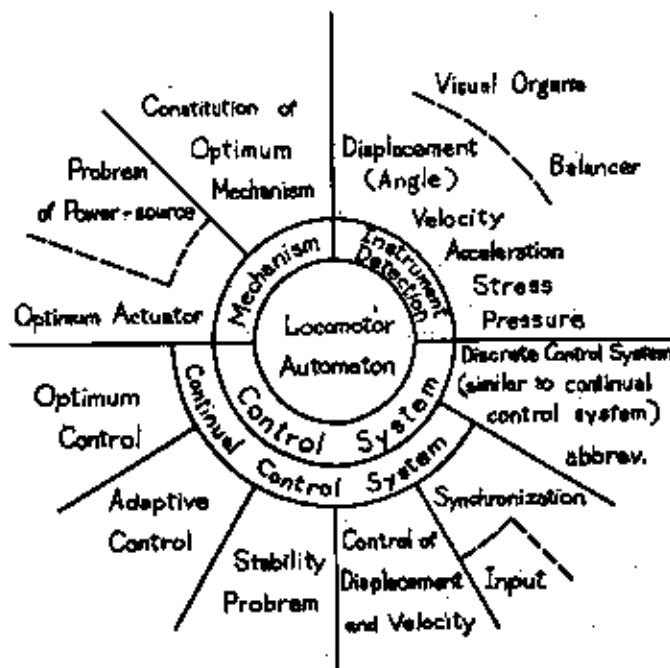 Constitution of
Optimum
Mechanism
Probrem
of Power-source
Optimum Actuator
Visual Organs
Balancer
Displacement
(Angle)
Velocity
Acceleration
Stress
Pressure
Mechanism
Instrument
Detection
Locomotor
Automaton
Control System
Continual Control System
Discrete Control System
(similar to continual
control system)
abbrev.
Optimum
Control
Adaptive
Control
Stability
Probrem
Control of
Displacement
and Velocity
Synchronization
Input